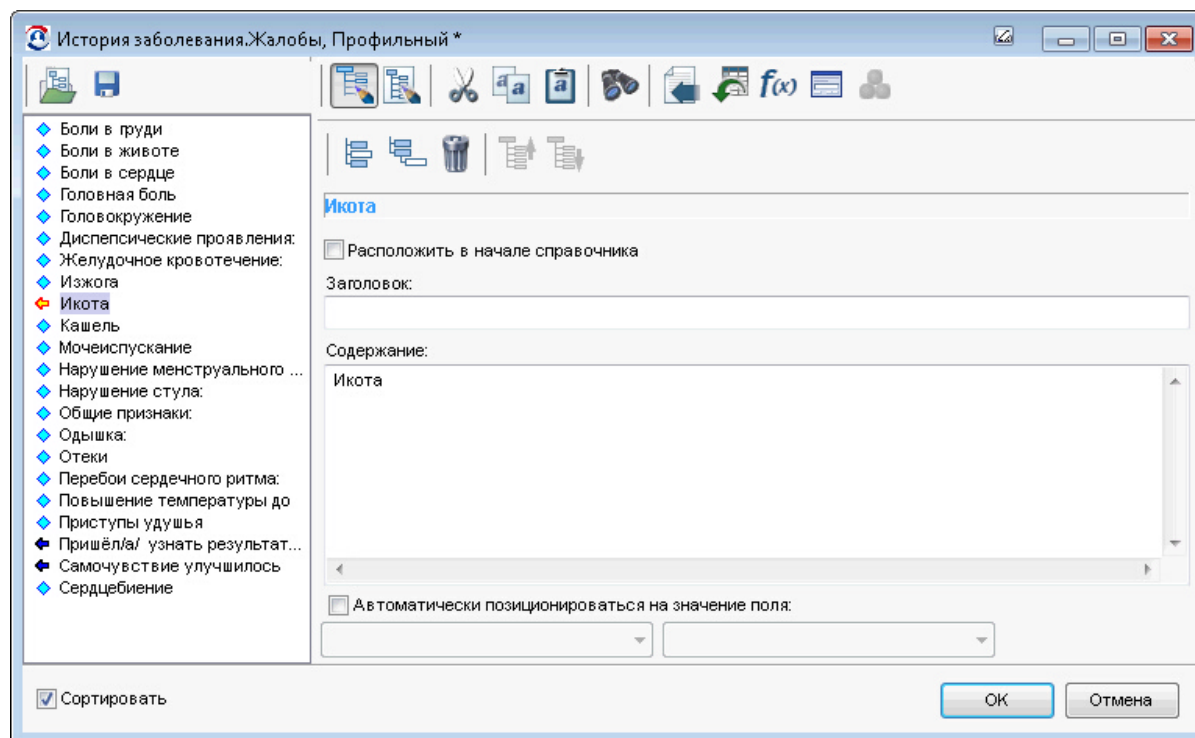 История заболевания.Жалобы, Профильный *
f(x)
Боли в груди
Боли в животе
Боли в сердце
Головная боль
Головокружение
Диспепсические проявления:
Желудочное кровотечение:
Изжога
Икота
Кашель
Мочеиспускание
Нарушение менструального ...
Нарушение стула:
Общие признаки:
Одышка:
Отеки
Перебои сердечного ритма:
Повышение температуры до
Приступы удушья
Пришёл/а/ узнать результат...
Самочувствие улучшилось
Сердцебиение
Икота
Расположить в начале справочника
Заголовок:
Содержание:
Икота
Автоматически позиционироваться на значение поля:
Сортировать
OK
Отмена